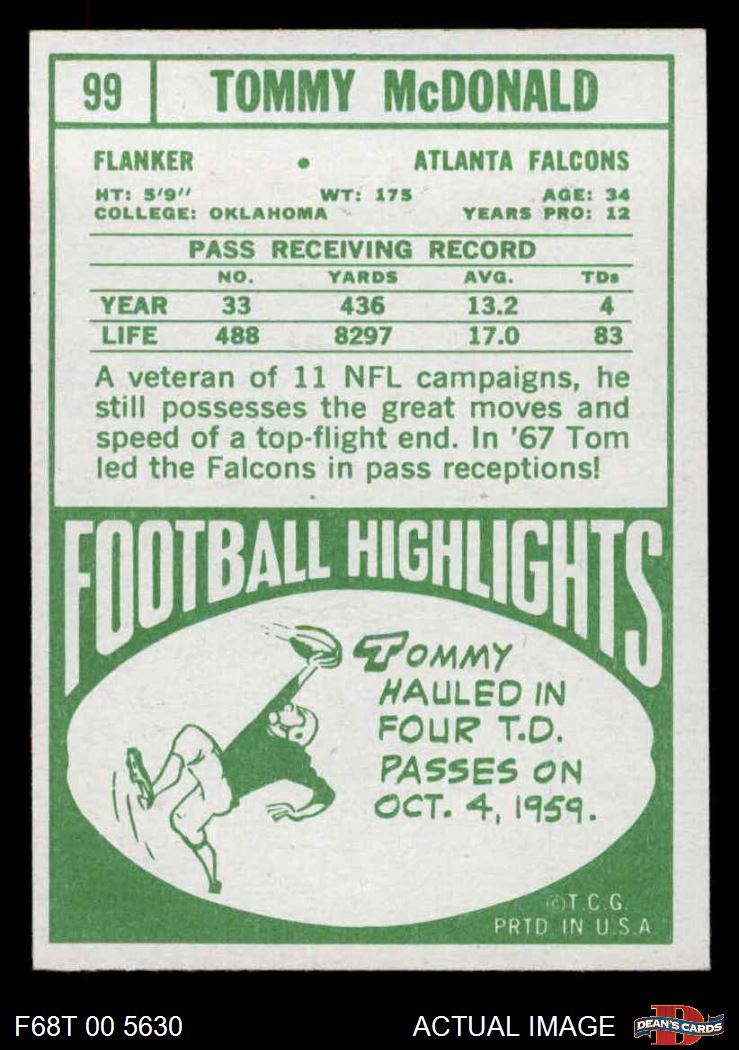 99 TOMMY McDONALD
FLANKER • ATLANTA FALCONS
HT: 5'9" WT: 175 AGE: 34
COLLEGE: OKLAHOMA YEARS PRO: 12
PASS RECEIVING RECORD
NO. YARDS AVG. TDs
YEAR 33 436 13.2 4
LIFE 488 8297 17.0 83
A veteran of 11 NFL campaigns, he
still possesses the great moves and
speed of a top-flight end. In '67 Tom
led the Falcons in pass receptions!
FOOTBALL HIGHLIGHTS
TOMMY
HAULED IN
FOUR T.D.
PASSES ON
OCT. 4, 1959.
©T.C.G.
PRTD IN U.S.A
F68T 00 5630 ACTUAL IMAGE D DEAN'S CARDS